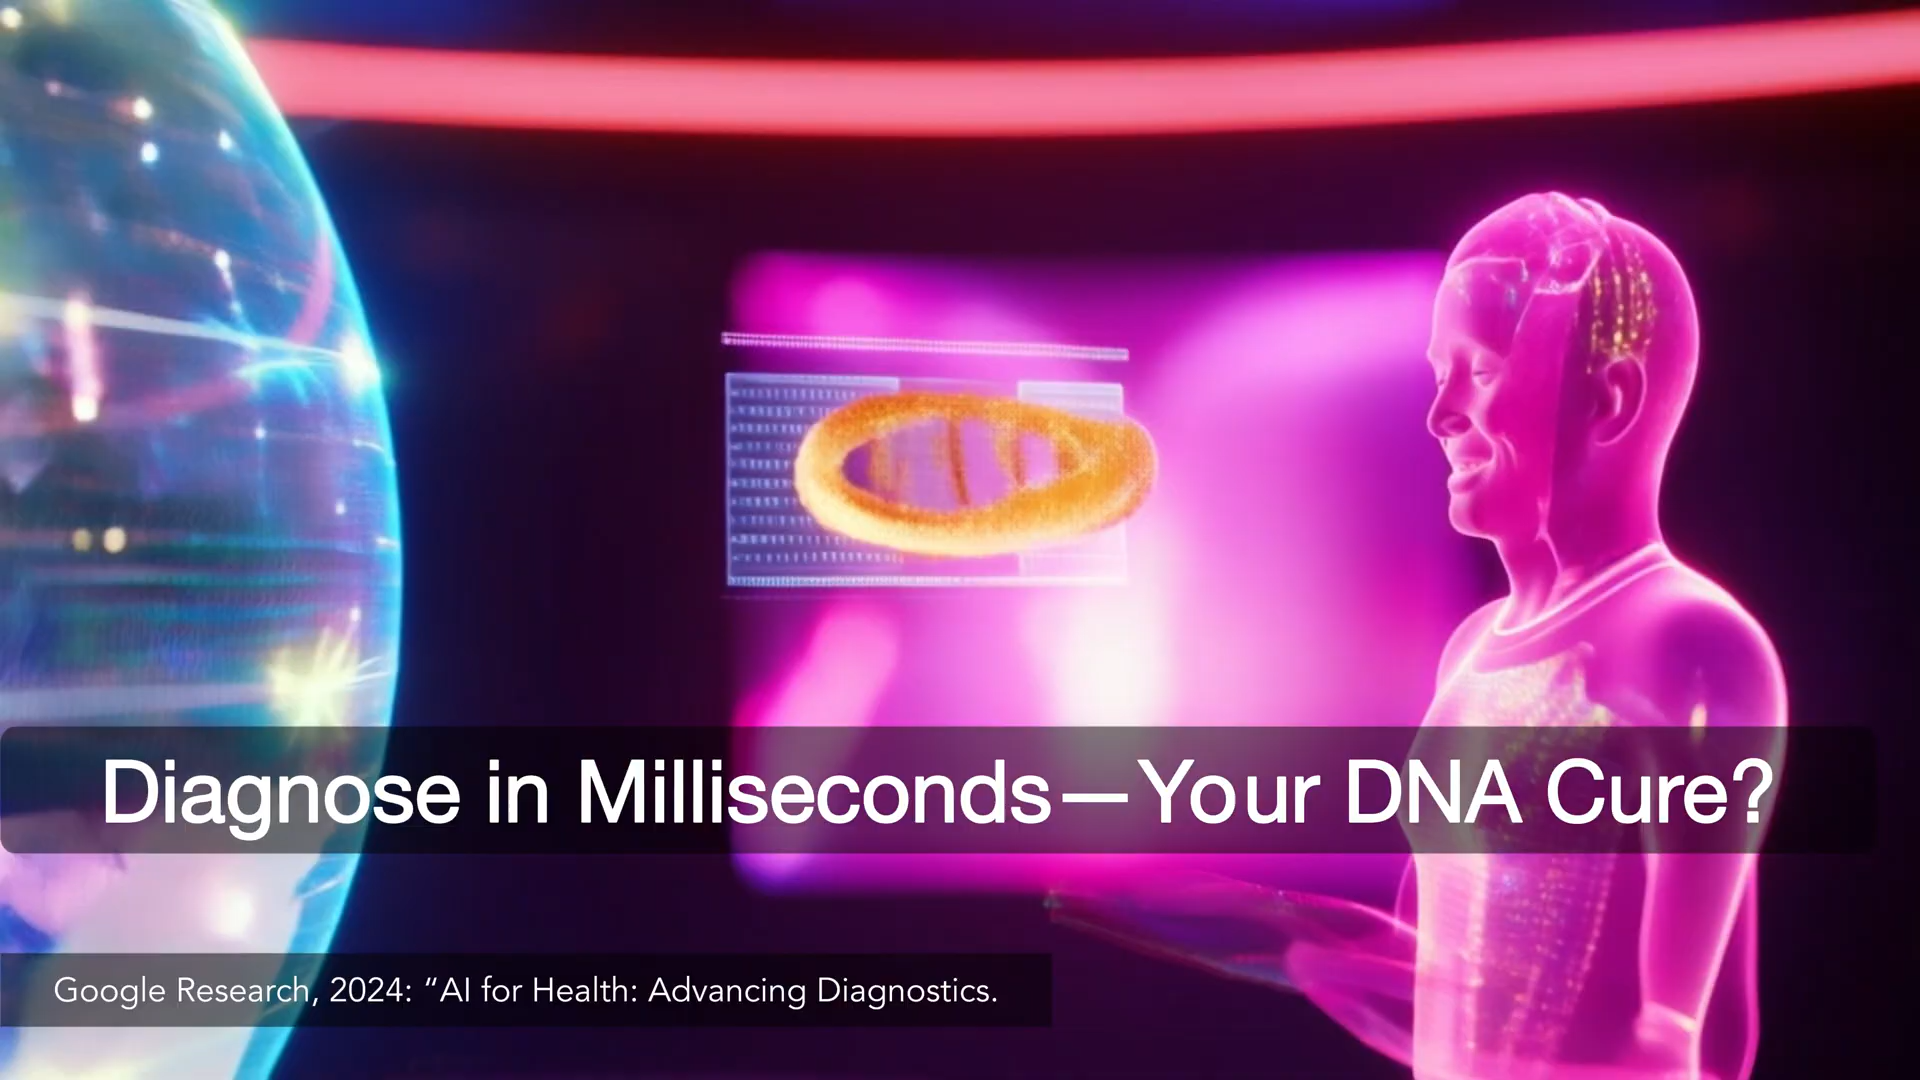 Diagnose in Milliseconds—Your DNA Cure?
Google Research, 2024: “AI for Health: Advancing Diagnostics.